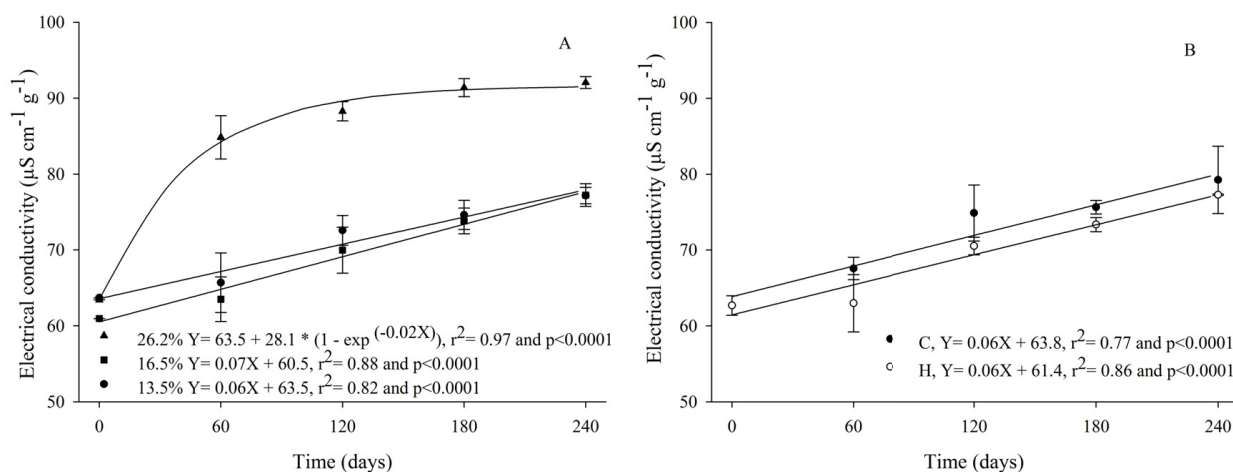 100
90
80
70
60
50
Electrical conductivity (µS cm-1 g-1)
A
26.2% Y= 63.5 + 28.1 * (1 - exp (-0.02X)), r2= 0.97 and p<0.0001
16.5% Y= 0.07X + 60.5, r2= 0.88 and p<0.0001
13.5% Y= 0.06X + 63.5, r2= 0.82 and p<0.0001
0 60 120 180 240
Time (days)
100
90
80
70
60
50
Electrical conductivity (µS cm-1 g-1)
B
C, Y= 0.06X + 63.8, r2= 0.77 and p<0.0001
H, Y= 0.06X + 61.4, r2= 0.86 and p<0.0001
0 60 120 180 240
Time (days)